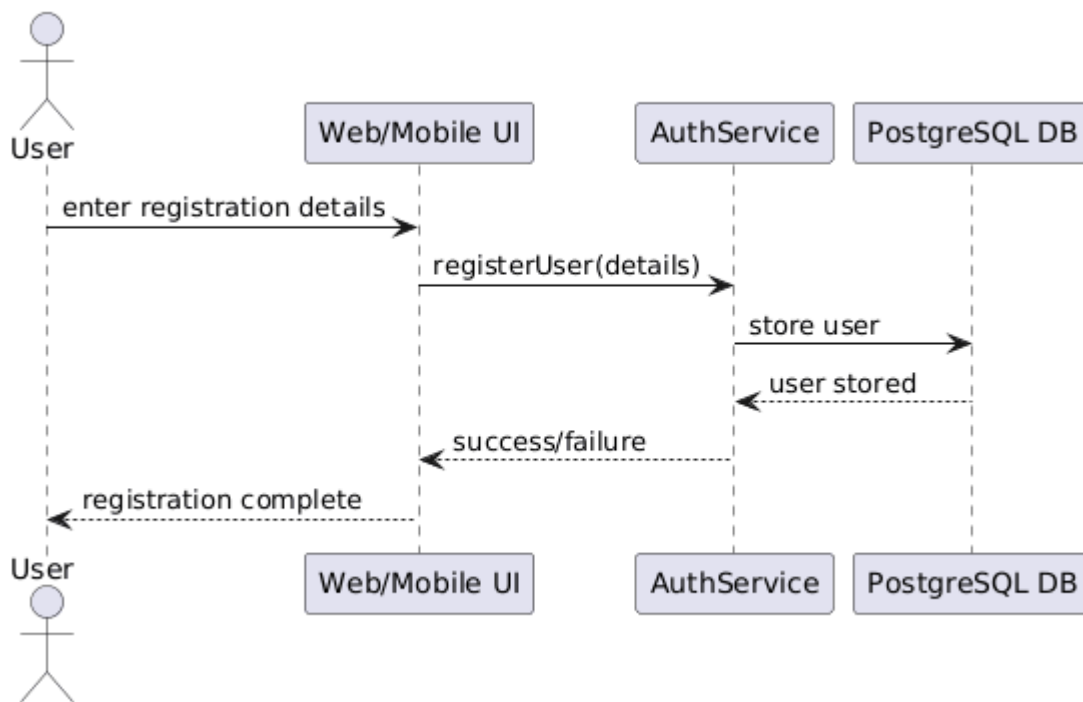 User
Web/Mobile UI
AuthService
PostgreSQL DB
enter registration details
registerUser(details)
store user
user stored
success/failure
registration complete
User
Web/Mobile UI
AuthService
PostgreSQL DB